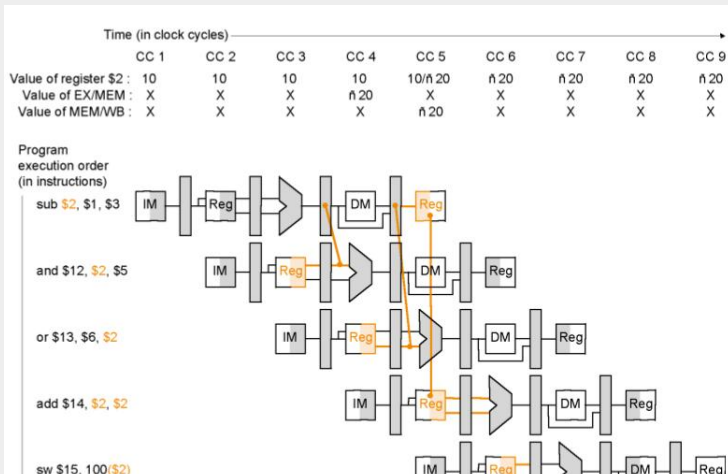 Time (in clock cycles)
CC 1 CC 2 CC 3 CC 4 CC 5 CC 6 CC 7 CC 8 CC 9
Value of register $2 : 10 10 10 10 10/ñ 20 ñ 20 ñ 20 ñ 20 ñ 20
Value of EX/MEM : X X X ñ 20 X X X X X
Value of MEM/WB : X X X X ñ 20 X X X X
Program
execution order
(in instructions)
sub $2, $1, $3 IM Reg DM Reg
and $12, $2, $5 IM Reg DM Reg
or $13, $6, $2 IM Reg DM Reg
add $14, $2, $2 IM Reg DM Reg
sw $15, 100($2) IM Reg DM Reg